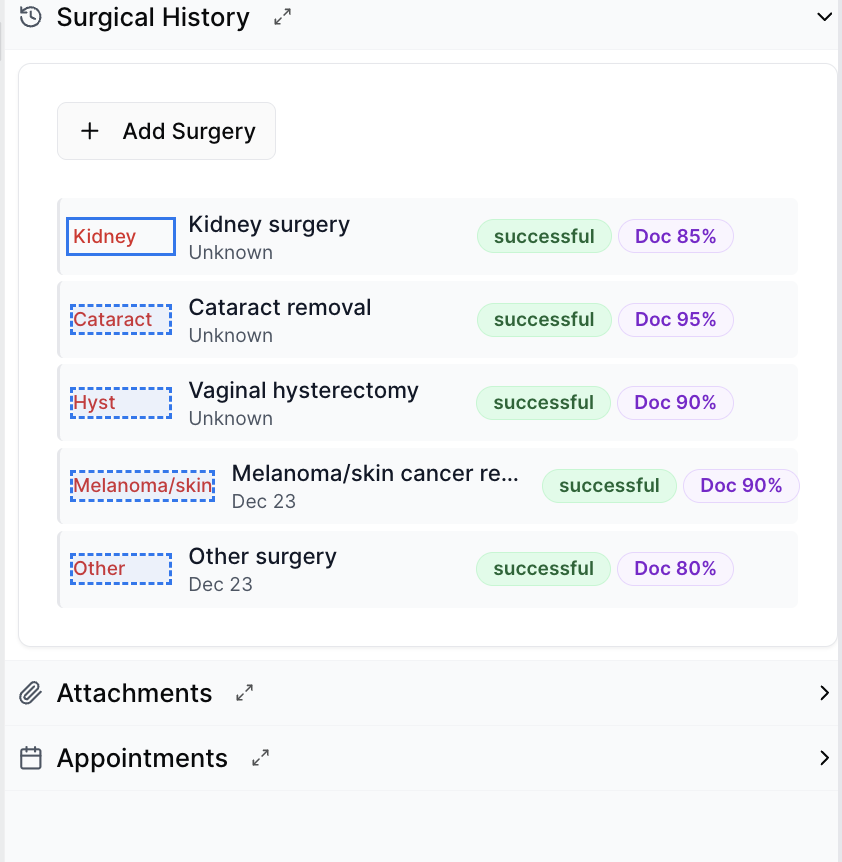 Surgical History
+ Add Surgery
Kidney
Kidney surgery
Unknown
successful
Doc 85%
Cataract
Cataract removal
Unknown
successful
Doc 95%
Hyst
Vaginal hysterectomy
Unknown
successful
Doc 90%
Melanoma/skin
Melanoma/skin cancer re...
Dec 23
successful
Doc 90%
Other
Other surgery
Dec 23
successful
Doc 80%
Attachments
Appointments